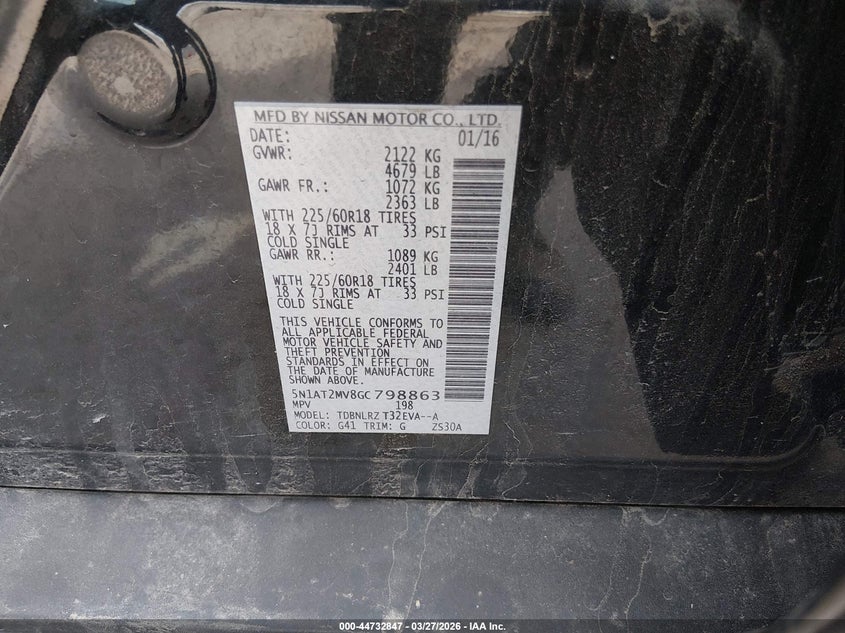 MFD BY NISSAN MOTOR CO., LTD.
DATE: 01/16
GVWR: 2122 KG
4679 LB
GAWR FR.: 1072 KG
2363 LB
WITH 225/60R18 TIRES
18 X 7J RIMS AT 33 PSI
COLD SINGLE
GAWR RR.: 1089 KG
2401 LB
WITH 225/60R18 TIRES
18 X 7J RIMS AT 33 PSI
COLD SINGLE
THIS VEHICLE CONFORMS TO
ALL APPLICABLE FEDERAL
MOTOR VEHICLE SAFETY AND
THEFT PREVENTION
STANDARDS IN EFFECT ON
THE DATE OF MANUFACTURE
SHOWN ABOVE.
5N1AT2MV8GC798863
MPV 198
MODEL: TDBNLRZ T32EVA--A
COLOR: G41 TRIM: G ZS30A
000-44732847 - 03/27/2026 - IAA Inc.